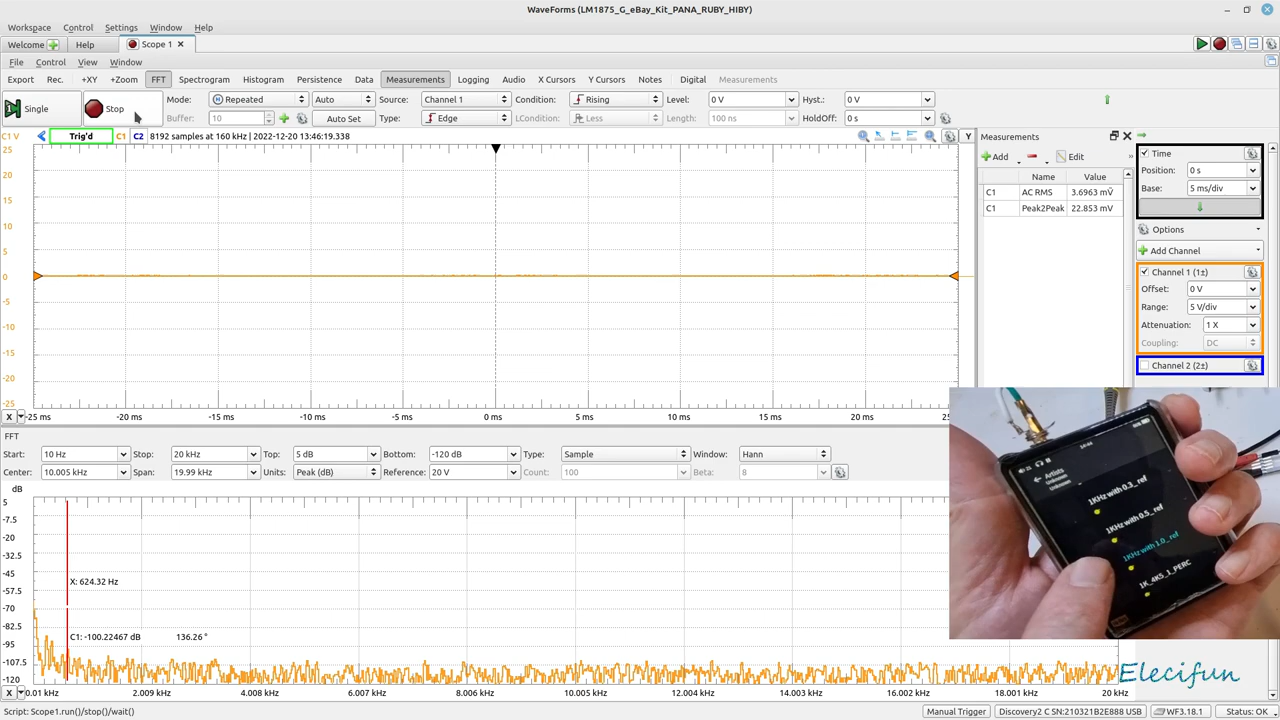 WaveForms (LM1875_G_eBay_Kit_PANA_RUBY_HIBY)
Workspace Control Settings Window Help
Welcome Help Scope 1
File Control View Window
Export Rec. +XY +Zoom FFT Spectrogram Histogram Persistence Data Measurements Logging Audio X Cursors Y Cursors Notes Digital Measurements
Single Stop Mode: Repeated Auto Source: Channel 1 Condition: Rising Level: 0 V Hyst.: 0 V
Buffer: 10 Auto Set Type: Edge LCondition: Less Length: 100 ns HoldOff: 0 s
C1 V Trig'd C1 C2 8192 samples at 160 kHz | 2022-12-20 13:46:19.338 Y
25
20
15
10
5
0
-5
-10
-15
-20
-25
X -25 ms -20 ms -15 ms -10 ms -5 ms 0 ms 5 ms 10 ms 15 ms 20 ms
Measurements
Add Edit »
Name Value
C1 AC RMS 3.6963 mV
C1 Peak2Peak 22.853 mV
Time
Position: 0 s
Base: 5 ms/div
Options
Add Channel
Channel 1 (1±)
Offset: 0 V
Range: 5 V/div
Attenuation: 1 X
Coupling: DC
Channel 2 (2±)
FFT
Start: 10 Hz Stop: 20 kHz Top: 5 dB Bottom: -120 dB Type: Sample Window: Hann
Center: 10.005 kHz Span: 19.99 kHz Units: Peak (dB) Reference: 20 V Count: 100 Beta: 8
dB
5
-7.5
-20
-32.5
-45
-57.5
-70
-82.5
-95
-107.5
-120
X: 624.32 Hz
C1: -100.22467 dB 136.26 °
X 0.01 kHz 2.009 kHz 4.008 kHz 6.007 kHz 8.006 kHz 10.005 kHz 12.004 kHz 14.003 kHz 16.002 kHz 18.001 kHz 20 kHz
Artists
Unknown
1KHz with 0.3_ref
1KHz with 0.5_ref
1KHz with 1.0_ref
1K_4K5_1_PERC
Elecifun
Script: Scope1.run()/stop()/wait() Manual Trigger Discovery2 C SN:210321B2E888 USB WF3.18.1 Status: OK